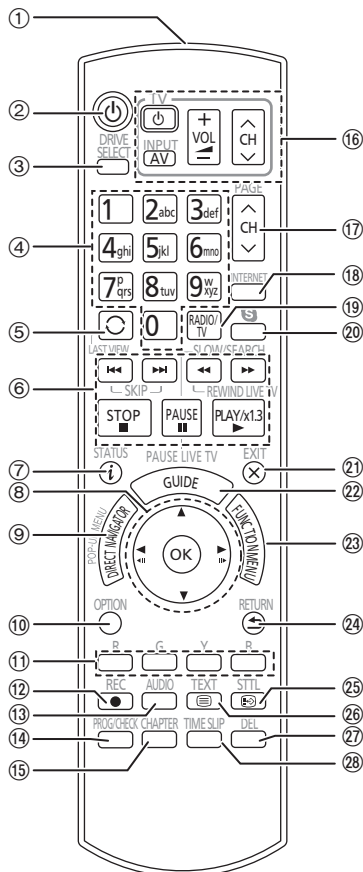 ①
②
TV
DRIVE SELECT
INPUT
AV
+
VOL
−
CH
⑯
③
④
1 2abc 3def
4ghi 5jkl 6mno
7pqrs 8tuv 9wxyz
0
PAGE
CH
⑰
INTERNET
⑱
⑤
RADIO/TV
⑲
S
⑳
LAST VIEW
SLOW/SEARCH
⑥
SKIP
REWIND LIVE TV
STOP
PAUSE
PLAY/x1.3
STATUS
PAUSE LIVE TV
EXIT
⑦
i
㉑
⑧
GUIDE
㉒
⑨
POP-UP MENU
DIRECT NAVIGATOR
FUNCTION MENU
㉓
OK
⑩
OPTION
RETURN
㉔
⑪
R G Y B
⑫
REC AUDIO TEXT STTL
㉕
⑬
㉖
⑭
PROG/CHECK CHAPTER TIME SLIP DEL
㉗
⑮
㉘